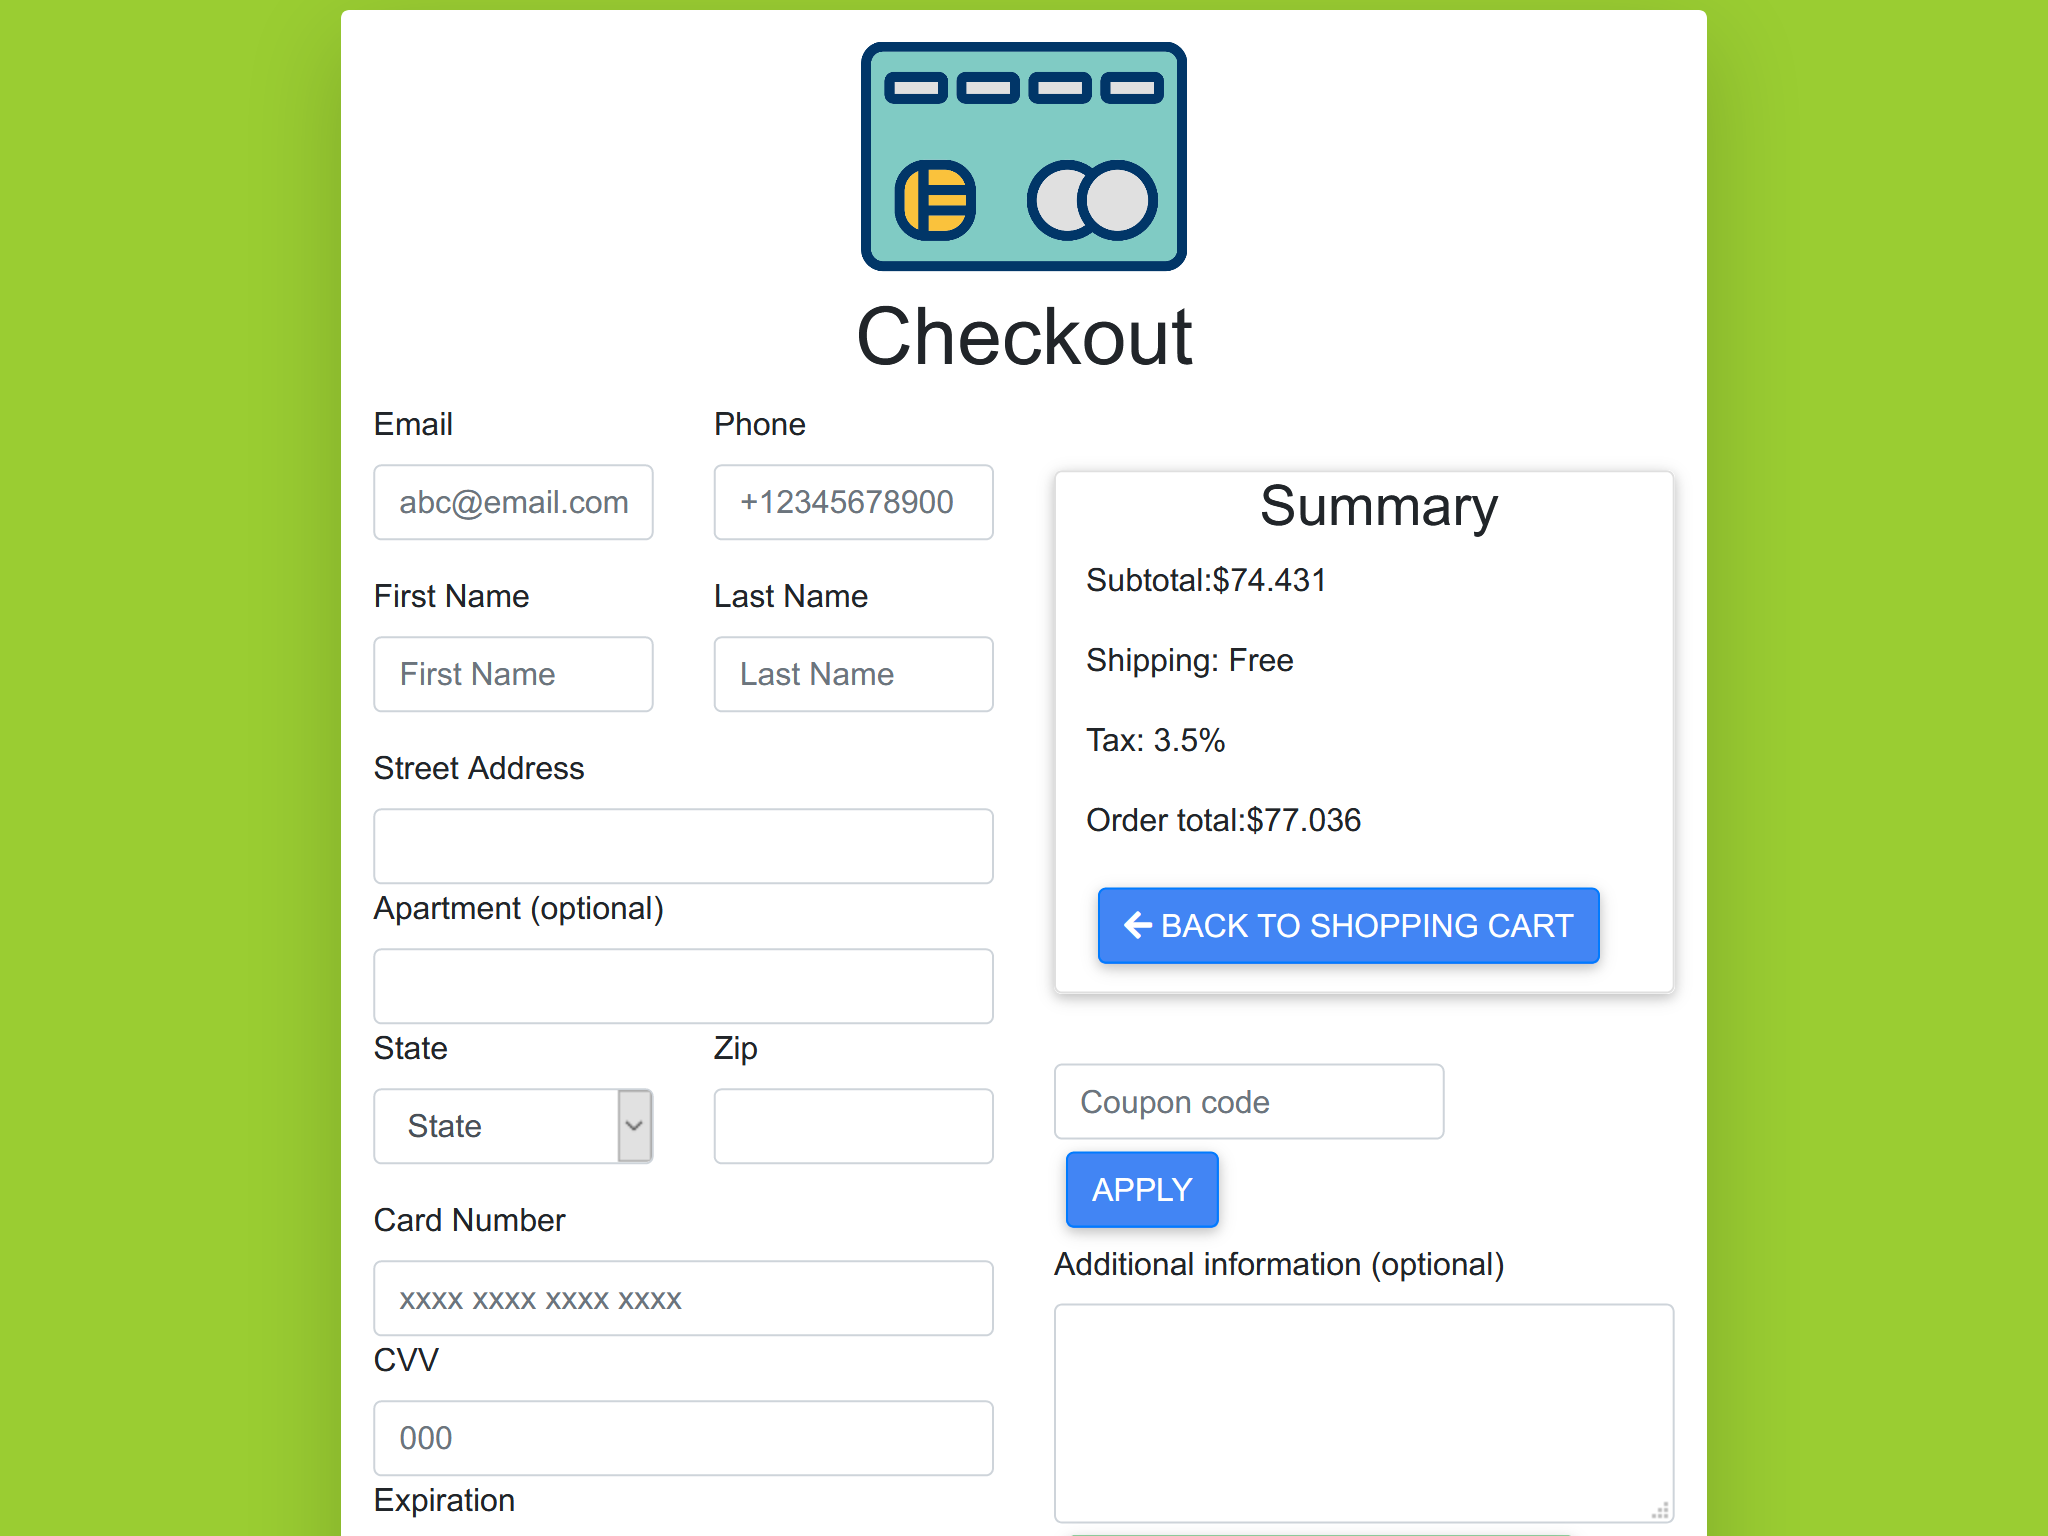 Checkout
Email
Phone
abc@email.com
+12345678900
First Name
Last Name
First Name
Last Name
Street Address
Apartment (optional)
State
Zip
State
Card Number
xxxx xxxx xxxx xxxx
CVV
000
Expiration
Summary
Subtotal:$74.431
Shipping: Free
Tax: 3.5%
Order total:$77.036
BACK TO SHOPPING CART
Coupon code
APPLY
Additional information (optional)